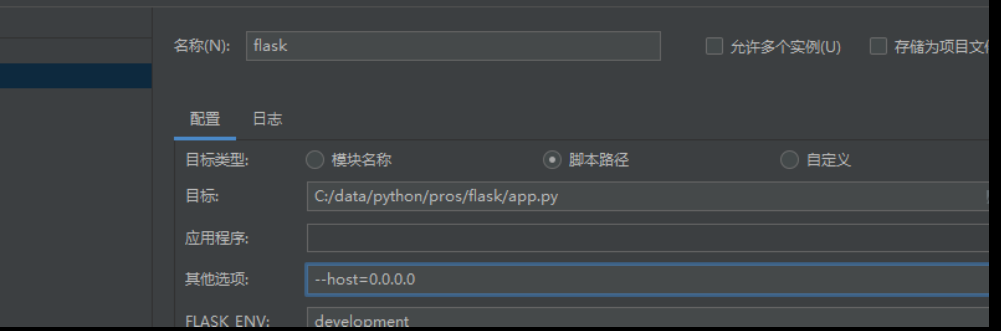 名称(N): flask 允许多个实例(U) 存储为项目文件
配置 日志
目标类型: 模块名称 脚本路径 自定义
目标: C:/data/python/pros/flask/app.py
应用程序:
其他选项: --host=0.0.0.0
FLASK_ENV: development